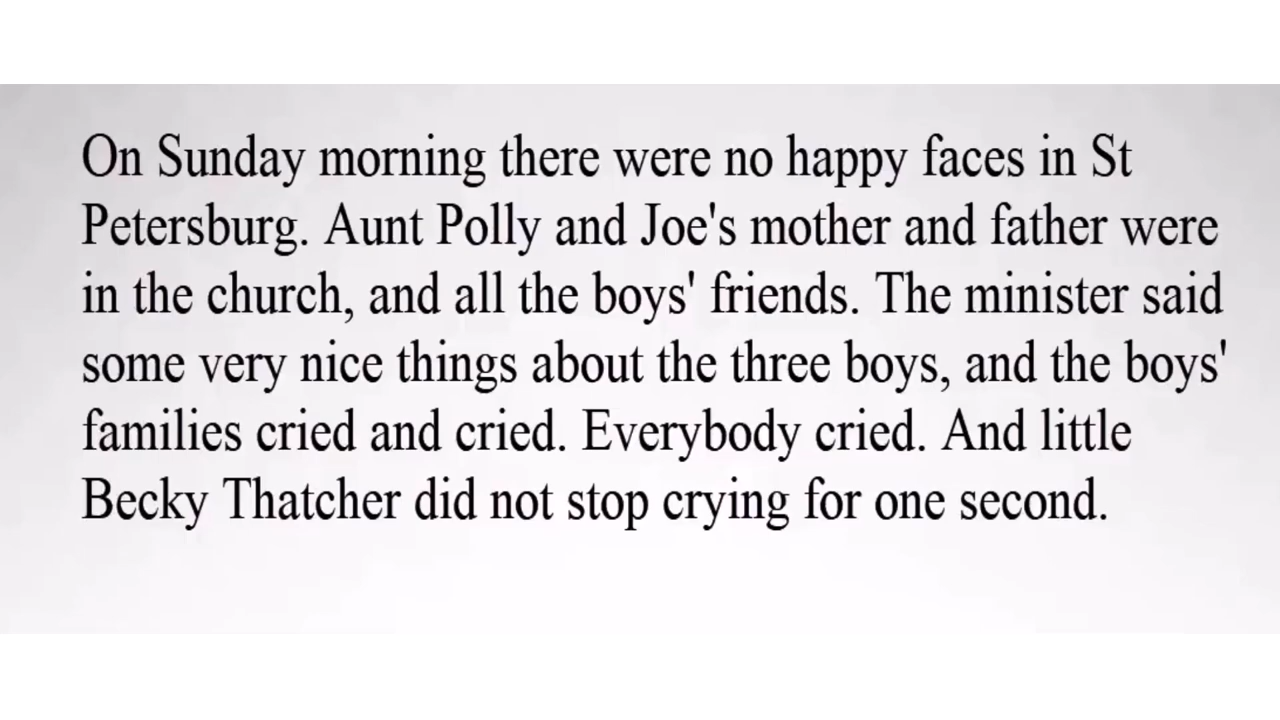 On Sunday morning there were no happy faces in St
Petersburg. Aunt Polly and Joe's mother and father were
in the church, and all the boys' friends. The minister said
some very nice things about the three boys, and the boys'
families cried and cried. Everybody cried. And little
Becky Thatcher did not stop crying for one second.